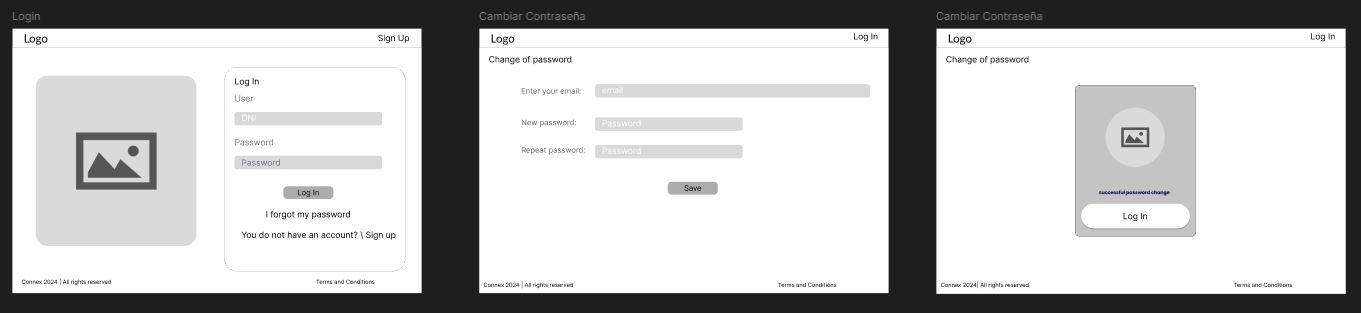 Login
Logo
Sign Up
Log In
User
DNI
Password
Password
Log In
I forgot my password
You do not have an account? \ Sign up
Connex 2024 | All rights reserved
Terms and Conditions
Cambiar Contraseña
Logo
Log In
Change of password
Enter your email:
email
New password:
Password
Repeat password:
Password
Save
Connex 2024 | All rights reserved
Terms and Conditions
Cambiar Contraseña
Logo
Log In
Change of password
successful password change
Log In
Connex 2024| All rights reserved
Terms and Conditions